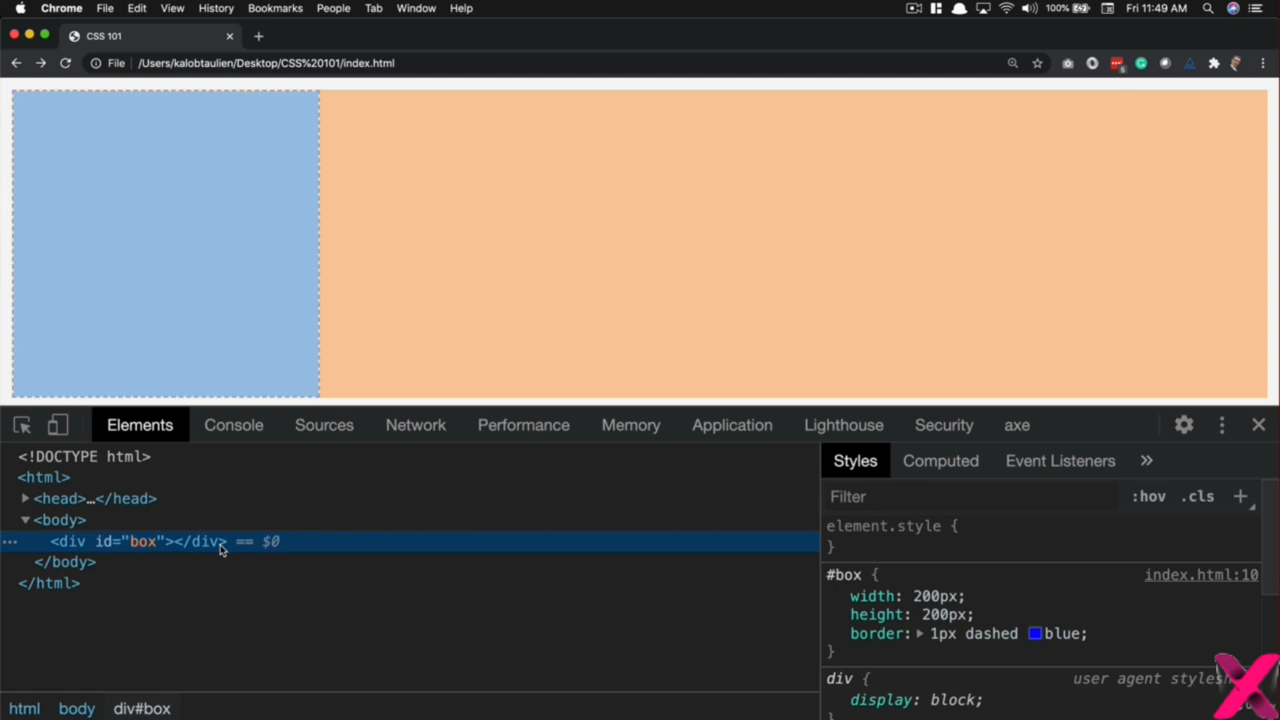 Chrome File Edit View History Bookmarks People Tab Window Help 100% Fri 11:49 AM
CSS 101
File /Users/kalobtaulien/Desktop/CSS%20101/index.html
5
Elements Console Sources Network Performance Memory Application Lighthouse Security axe
<!DOCTYPE html>
<html>
<head>…</head>
<body>
<div id="box"></div> == $0
</body>
</html>
html body div#box
Styles Computed Event Listeners »
Filter :hov .cls +
element.style {
}
#box { index.html:10
width: 200px;
height: 200px;
border: 1px dashed blue;
}
div { user agent stylesh
display: block;
X